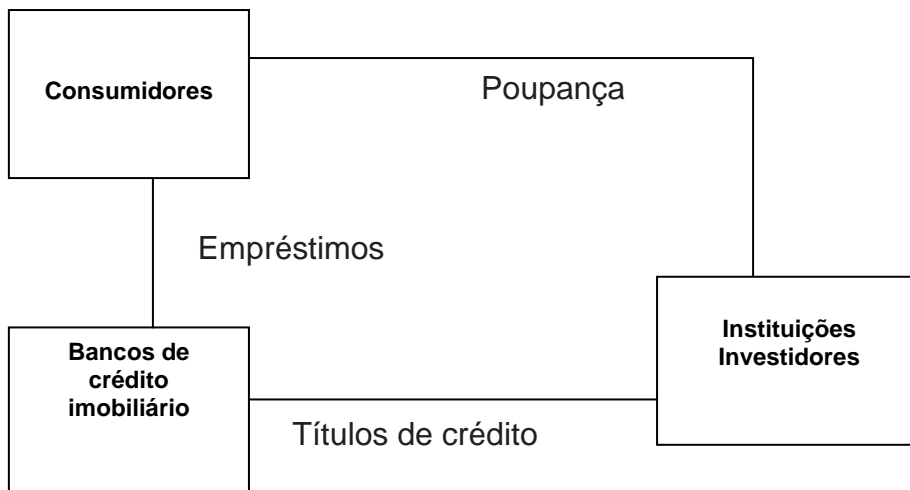 Consumidores
Poupança
Empréstimos
Bancos de
crédito
imobiliário
Instituições
Investidores
Títulos de crédito